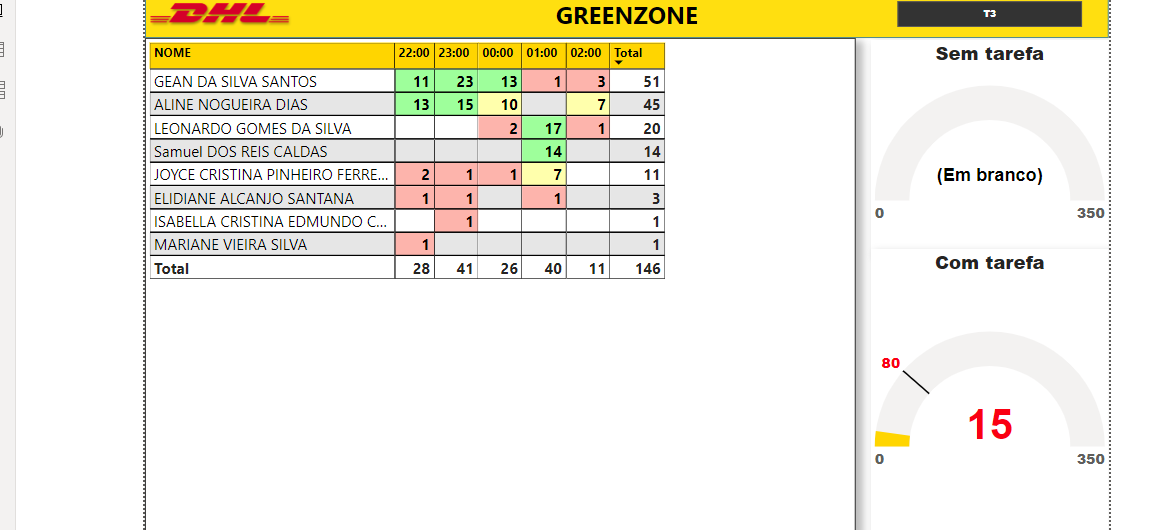 DHL GREENZONE T3
NOME 22:00 23:00 00:00 01:00 02:00 Total
GEAN DA SILVA SANTOS 11 23 13 1 3 51
ALINE NOGUEIRA DIAS 13 15 10 7 45
LEONARDO GOMES DA SILVA 2 17 1 20
Samuel DOS REIS CALDAS 14 14
JOYCE CRISTINA PINHEIRO FERRE... 2 1 1 7 11
ELIDIANE ALCANJO SANTANA 1 1 1 3
ISABELLA CRISTINA EDMUNDO C... 1 1
MARIANE VIEIRA SILVA 1 1
Total 28 41 26 40 11 146
Sem tarefa
(Em branco)
0 350
Com tarefa
80
15
0 350